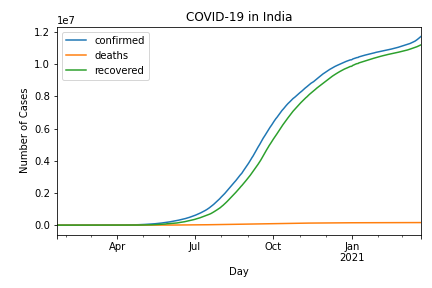 COVID-19 in India
1e7
1.2
1.0
0.8
0.6
0.4
0.2
0.0
Number of Cases
confirmed
deaths
recovered
Apr
Jul
Oct
Jan
2021
Day